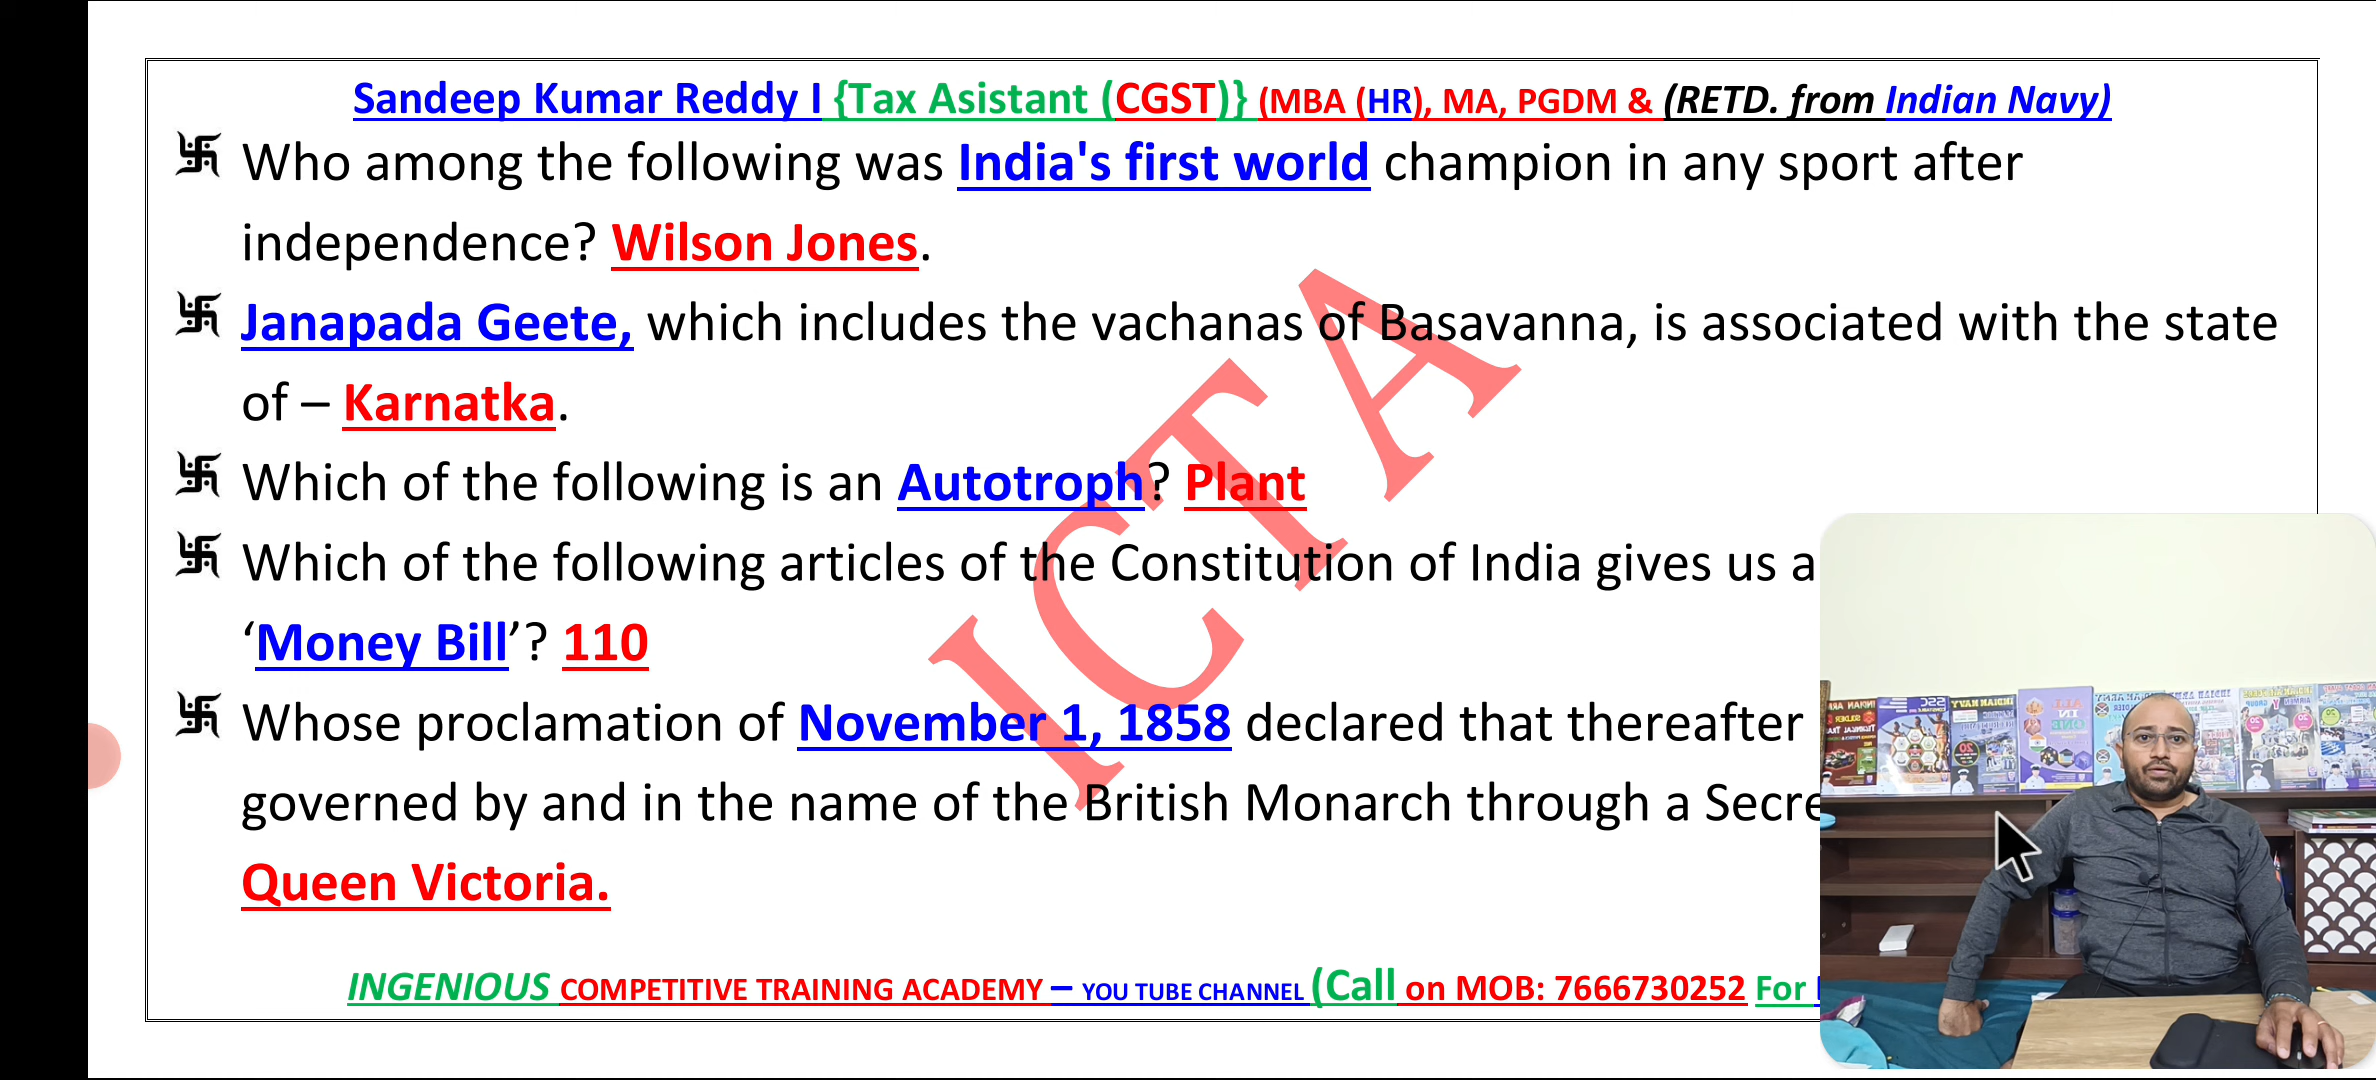 Sandeep Kumar Reddy I {Tax Asistant (CGST)} (MBA (HR), MA, PGDM & (RETD. from Indian Navy)
Who among the following was India's first world champion in any sport after
independence? Wilson Jones.
Janapada Geete, which includes the vachanas of Basavanna, is associated with the state
of – Karnatka.
Which of the following is an Autotroph? Plant
Which of the following articles of the Constitution of India gives us a
‘Money Bill’? 110
Whose proclamation of November 1, 1858 declared that thereafter
governed by and in the name of the British Monarch through a Secre
Queen Victoria.
INGENIOUS COMPETITIVE TRAINING ACADEMY – YOU TUBE CHANNEL (Call on MOB: 7666730252 For
ICTA